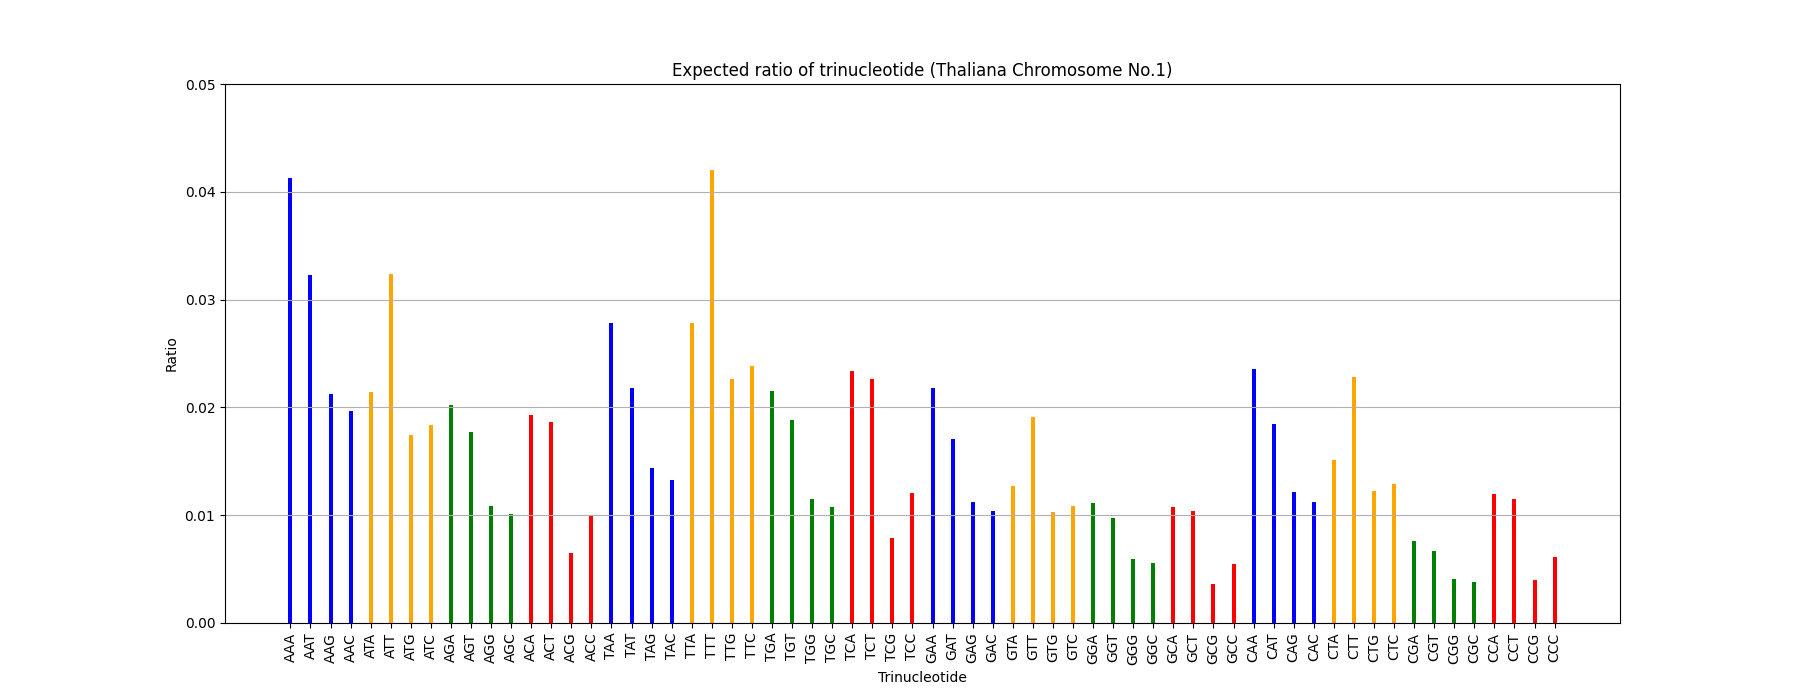 Expected ratio of trinucleotide (Thaliana Chromosome No.1)
0.05
0.04
0.03
0.02
0.01
0.00
Ratio
AAA AAT AAG AAC ATA ATT ATG ATC AGA AGT AGG AGC ACA ACT ACG ACC TAA TAT TAG TAC TTA TTT TTG TTC TGA TGT TGG TGC TCA TCT TCG TCC GAA GAT GAG GAC GTA GTT GTG GTC GGA GGT GGG GGC GCA GCT GCG GCC CAA CAT CAG CAC CTA CTT CTG CTC CGA CGT CGG CGC CCA CCT CCG CCC
Trinucleotide